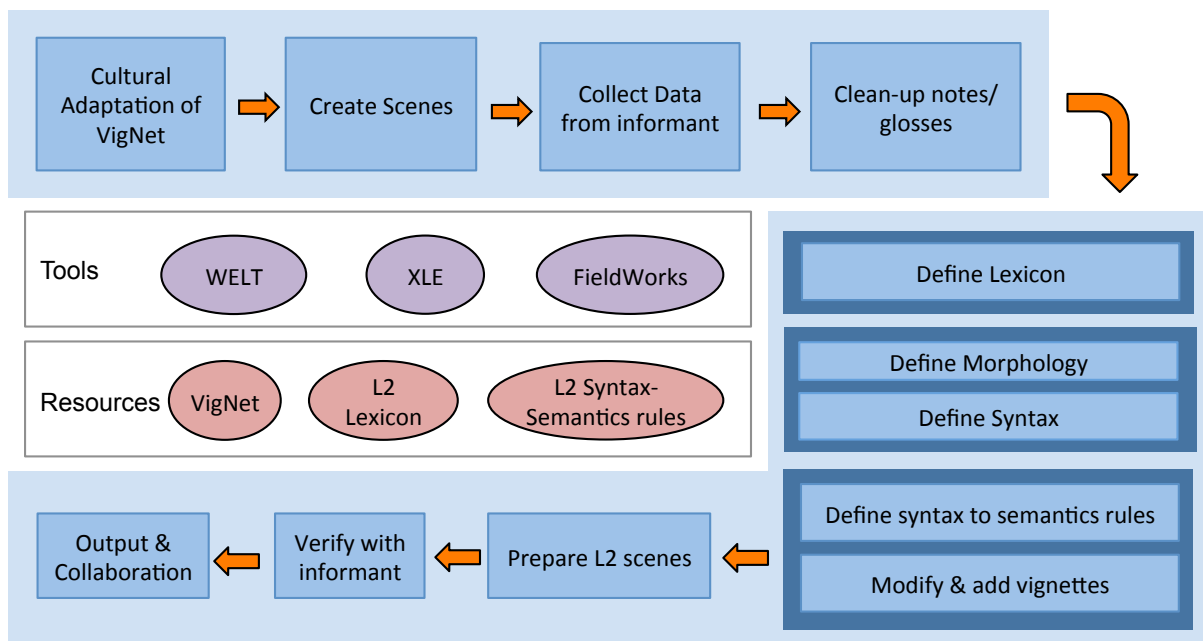 Cultural
Adaptation of
VigNet
Create Scenes
Collect Data
from informant
Clean-up notes/
glosses
Tools
WELT
XLE
FieldWorks
Resources
VigNet
L2
Lexicon
L2 Syntax-
Semantics rules
Define Lexicon
Define Morphology
Define Syntax
Define syntax to semantics rules
Modify & add vignettes
Prepare L2 scenes
Verify with
informant
Output &
Collaboration